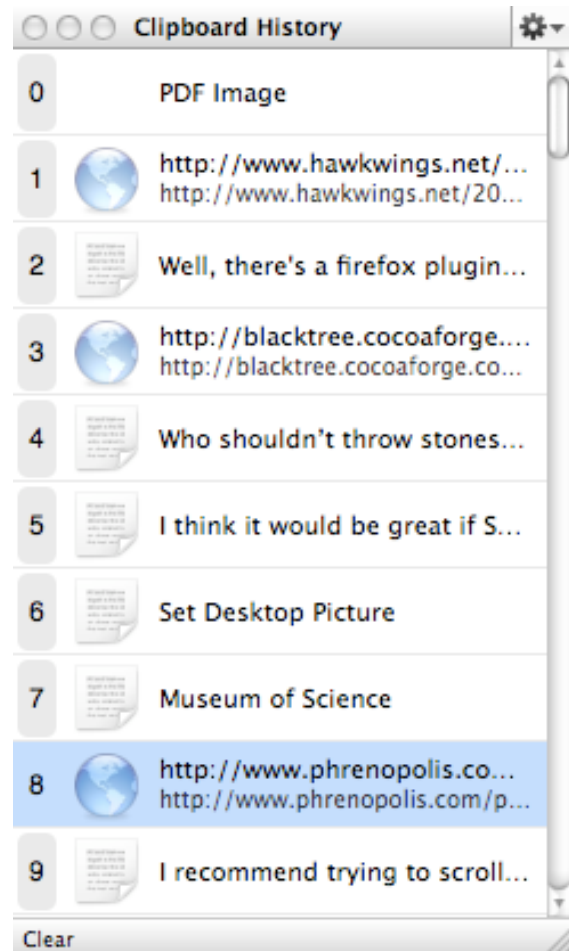 Clipboard History
0
PDF Image
1
http://www.hawkwings.net/...
http://www.hawkwings.net/20...
2
Well, there's a firefox plugin...
3
http://blacktree.cocoaforge....
http://blacktree.cocoaforge.co...
4
Who shouldn’t throw stones...
5
I think it would be great if S...
6
Set Desktop Picture
7
Museum of Science
8
http://www.phrenopolis.co...
http://www.phrenopolis.com/p...
9
I recommend trying to scroll...
Clear